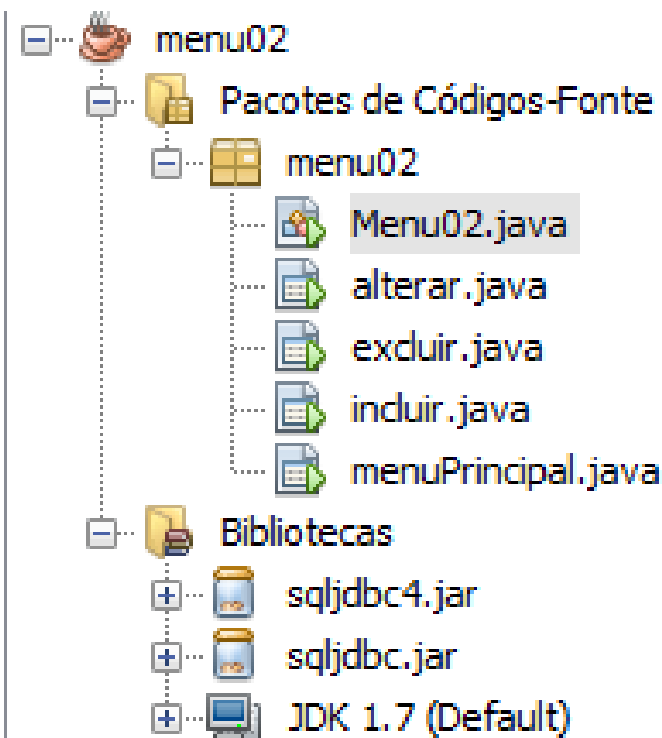 menu02
Pacotes de Códigos-Fonte
menu02
Menu02.java
alterar.java
excluir.java
incluir.java
menuPrincipal.java
Bibliotecas
sqljdbc4.jar
sqljdbc.jar
JDK 1.7 (Default)